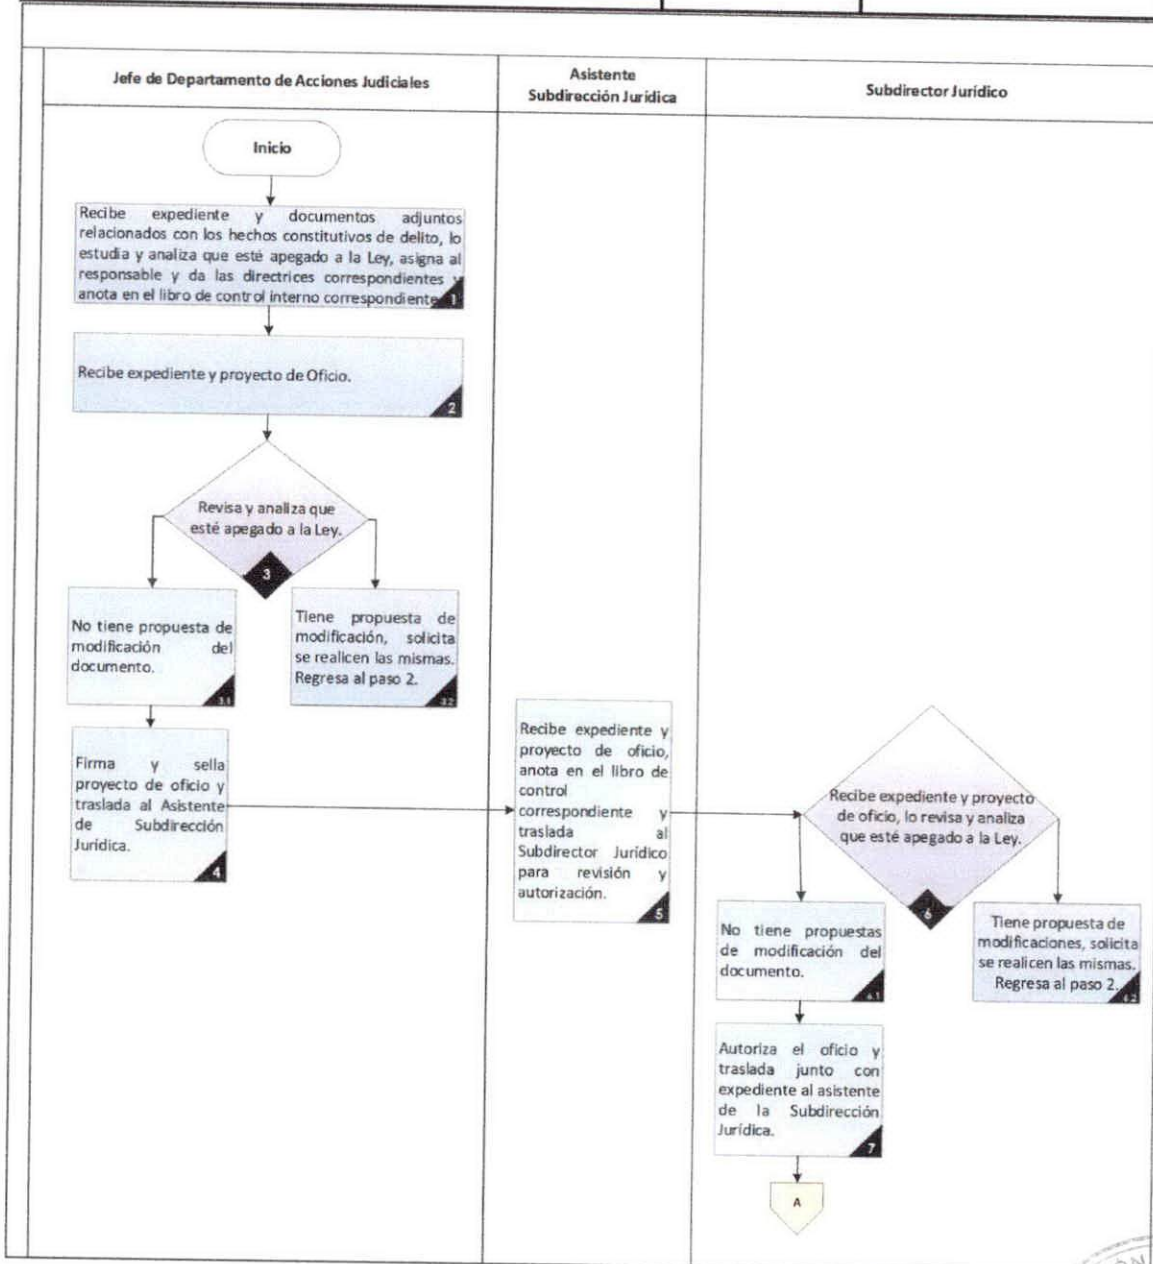 Jefe de Departamento de Acciones Judiciales
Asistente
Subdirección Jurídica
Subdirector Jurídico
Inicio
Recibe expediente y documentos adjuntos
relacionados con los hechos constitutivos de delito, lo
estudia y analiza que esté apegado a la Ley, asigna al
responsable y da las directrices correspondientes y
anota en el libro de control interno correspondiente
1
Recibe expediente y proyecto de Oficio.
2
Revisa y analiza que
esté apegado a la Ley.
3
No tiene propuesta de
modificación del
documento.
3.1
Tiene propuesta de
modificación, solicita
se realicen las mismas.
Regresa al paso 2.
3.2
Firma y sella
proyecto de oficio y
traslada al Asistente
de Subdirección
Jurídica.
4
Recibe expediente y
proyecto de oficio,
anota en el libro de
control
correspondiente y
traslada al
Subdirector Jurídico
para revisión y
autorización.
5
Recibe expediente y proyecto
de oficio, lo revisa y analiza
que esté apegado a la Ley.
6
No tiene propuestas
de modificación del
documento.
6.1
Tiene propuesta de
modificaciones, solicita
se realicen las mismas.
Regresa al paso 2.
6.2
Autoriza el oficio y
traslada junto con
expediente al asistente
de la Subdirección
Jurídica.
7
A